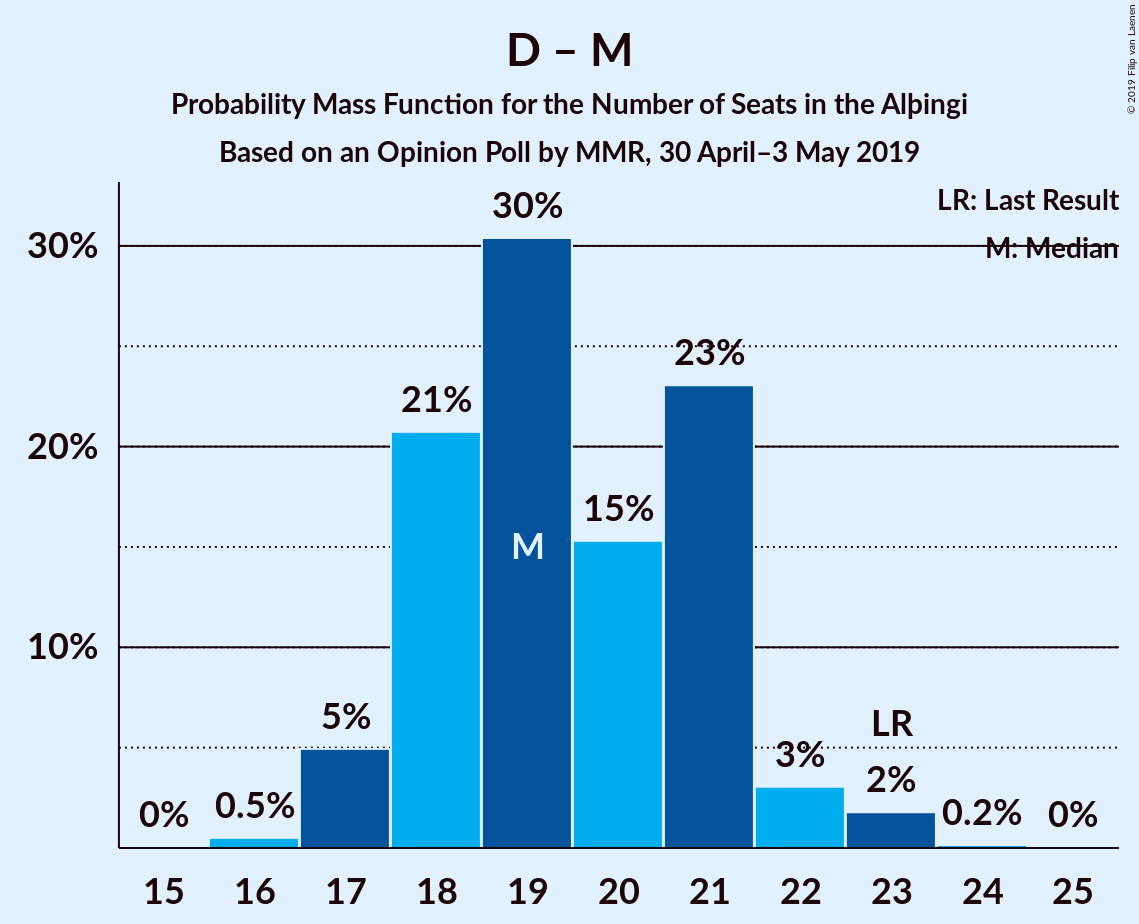 D – M
Probability Mass Function for the Number of Seats in the Alþingi
Based on an Opinion Poll by MMR, 30 April–3 May 2019
© 2019 Filip van Laenen
LR: Last Result
M: Median
30%
20%
10%
0%
0.5%
5%
21%
30%
M
15%
23%
3%
LR
2%
0.2%
0%
15 16 17 18 19 20 21 22 23 24 25